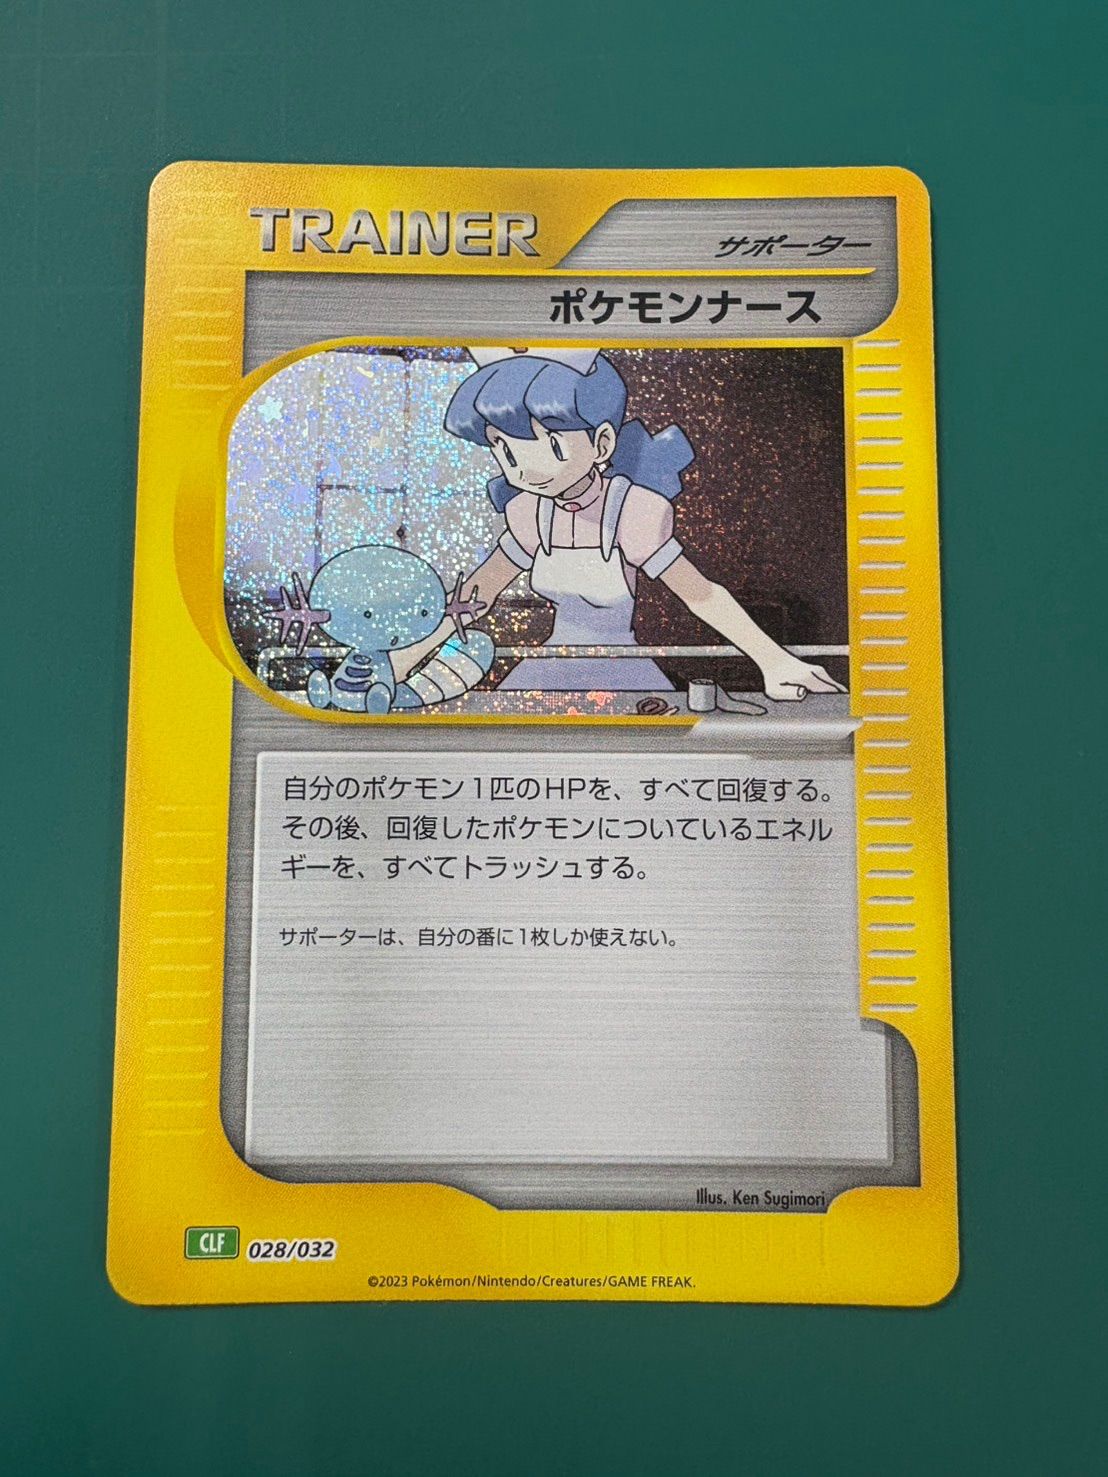 TRAINER
サポーター
ポケモンナース
自分のポケモン1匹のHPを、すべて回復する。
その後、回復したポケモンについているエネル
ギーを、すべてトラッシュする。
サポーターは、自分の番に1枚しか使えない。
Illus. Ken Sugimori
CLF 028/032
©2023 Pokémon/Nintendo/Creatures/GAME FREAK.